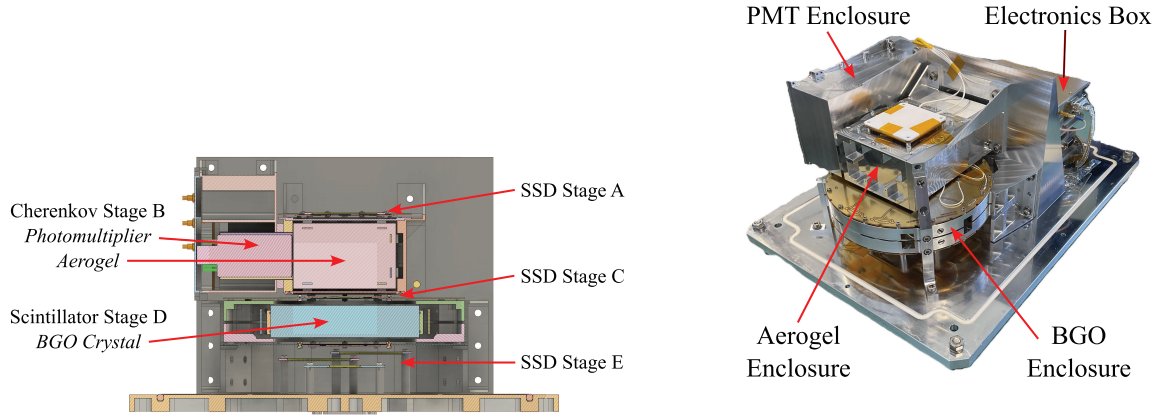 SSD Stage A
Cherenkov Stage B
Photomultiplier
Aerogel
SSD Stage C
Scintillator Stage D
BGO Crystal
SSD Stage E
PMT Enclosure
Electronics Box
Aerogel
Enclosure
BGO
Enclosure